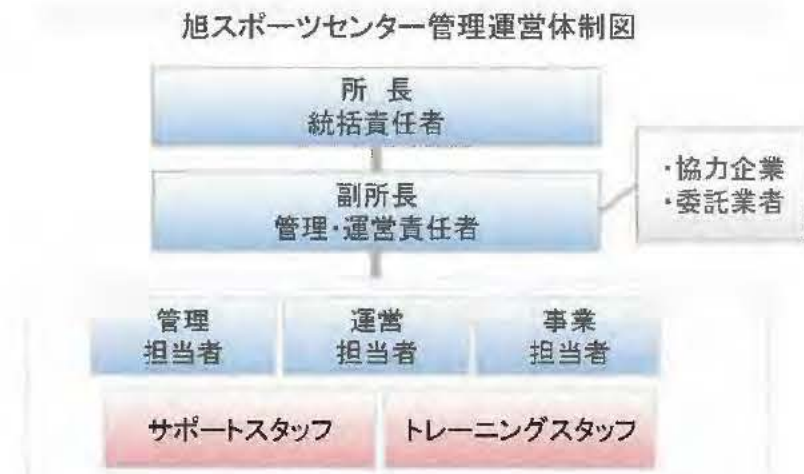 旭スポーツセンター管理運営体制図
所 長
統括責任者
副所長
管理・運営責任者
・協力企業
・委託業者
管理
担当者
運営
担当者
事業
担当者
サポートスタッフ
トレーニングスタッフ